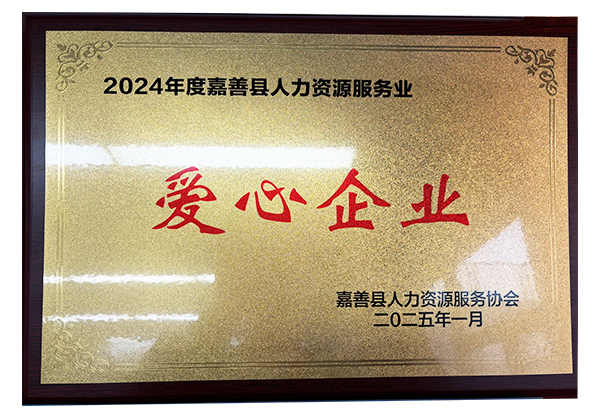 2024年度嘉善县人力资源服务业
爱心企业
嘉善县人力资源服务协会
二〇二五年一月